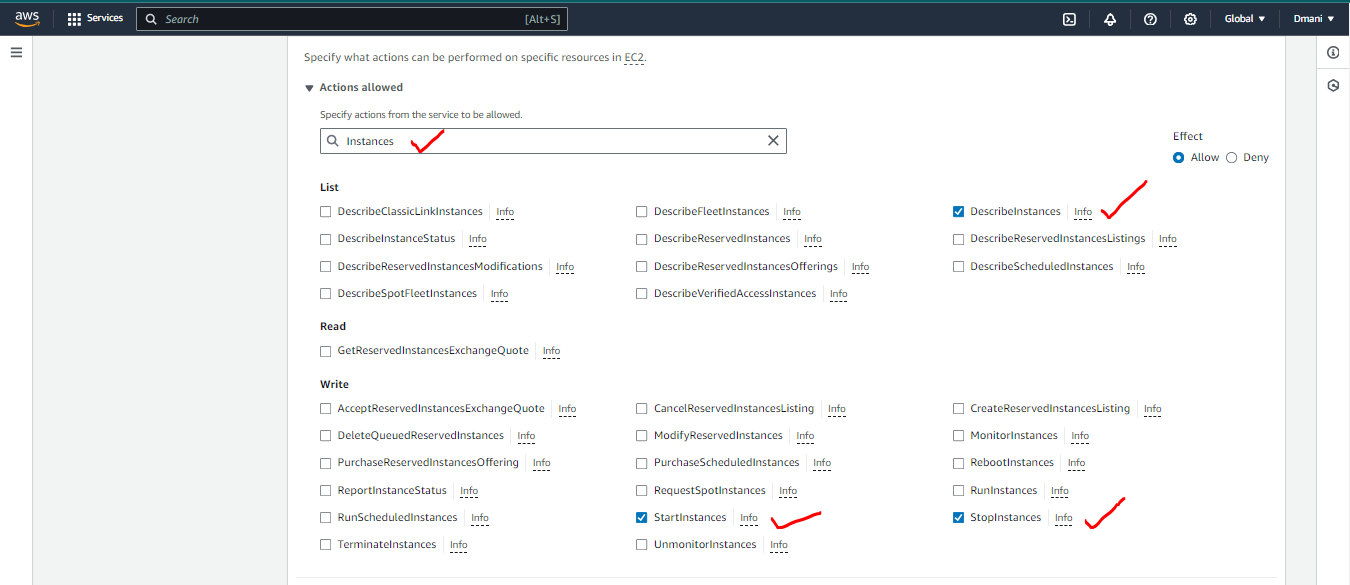 aws Services Search [Alt+S] Global Dmani
Specify what actions can be performed on specific resources in EC2.
Actions allowed
Specify actions from the service to be allowed.
Instances
Effect
Allow Deny
List
DescribeClassicLinkInstances Info DescribeFleetInstances Info DescribeInstances Info
DescribeInstanceStatus Info DescribeReservedInstances Info DescribeReservedInstancesListings Info
DescribeReservedInstancesModifications Info DescribeReservedInstancesOfferings Info DescribeScheduledInstances Info
DescribeSpotFleetInstances Info DescribeVerifiedAccessInstances Info
Read
GetReservedInstancesExchangeQuote Info
Write
AcceptReservedInstancesExchangeQuote Info CancelReservedInstancesListing Info CreateReservedInstancesListing Info
DeleteQueuedReservedInstances Info ModifyReservedInstances Info MonitorInstances Info
PurchaseReservedInstancesOffering Info PurchaseScheduledInstances Info RebootInstances Info
ReportInstanceStatus Info RequestSpotInstances Info RunInstances Info
RunScheduledInstances Info StartInstances Info StopInstances Info
TerminateInstances Info UnmonitorInstances Info